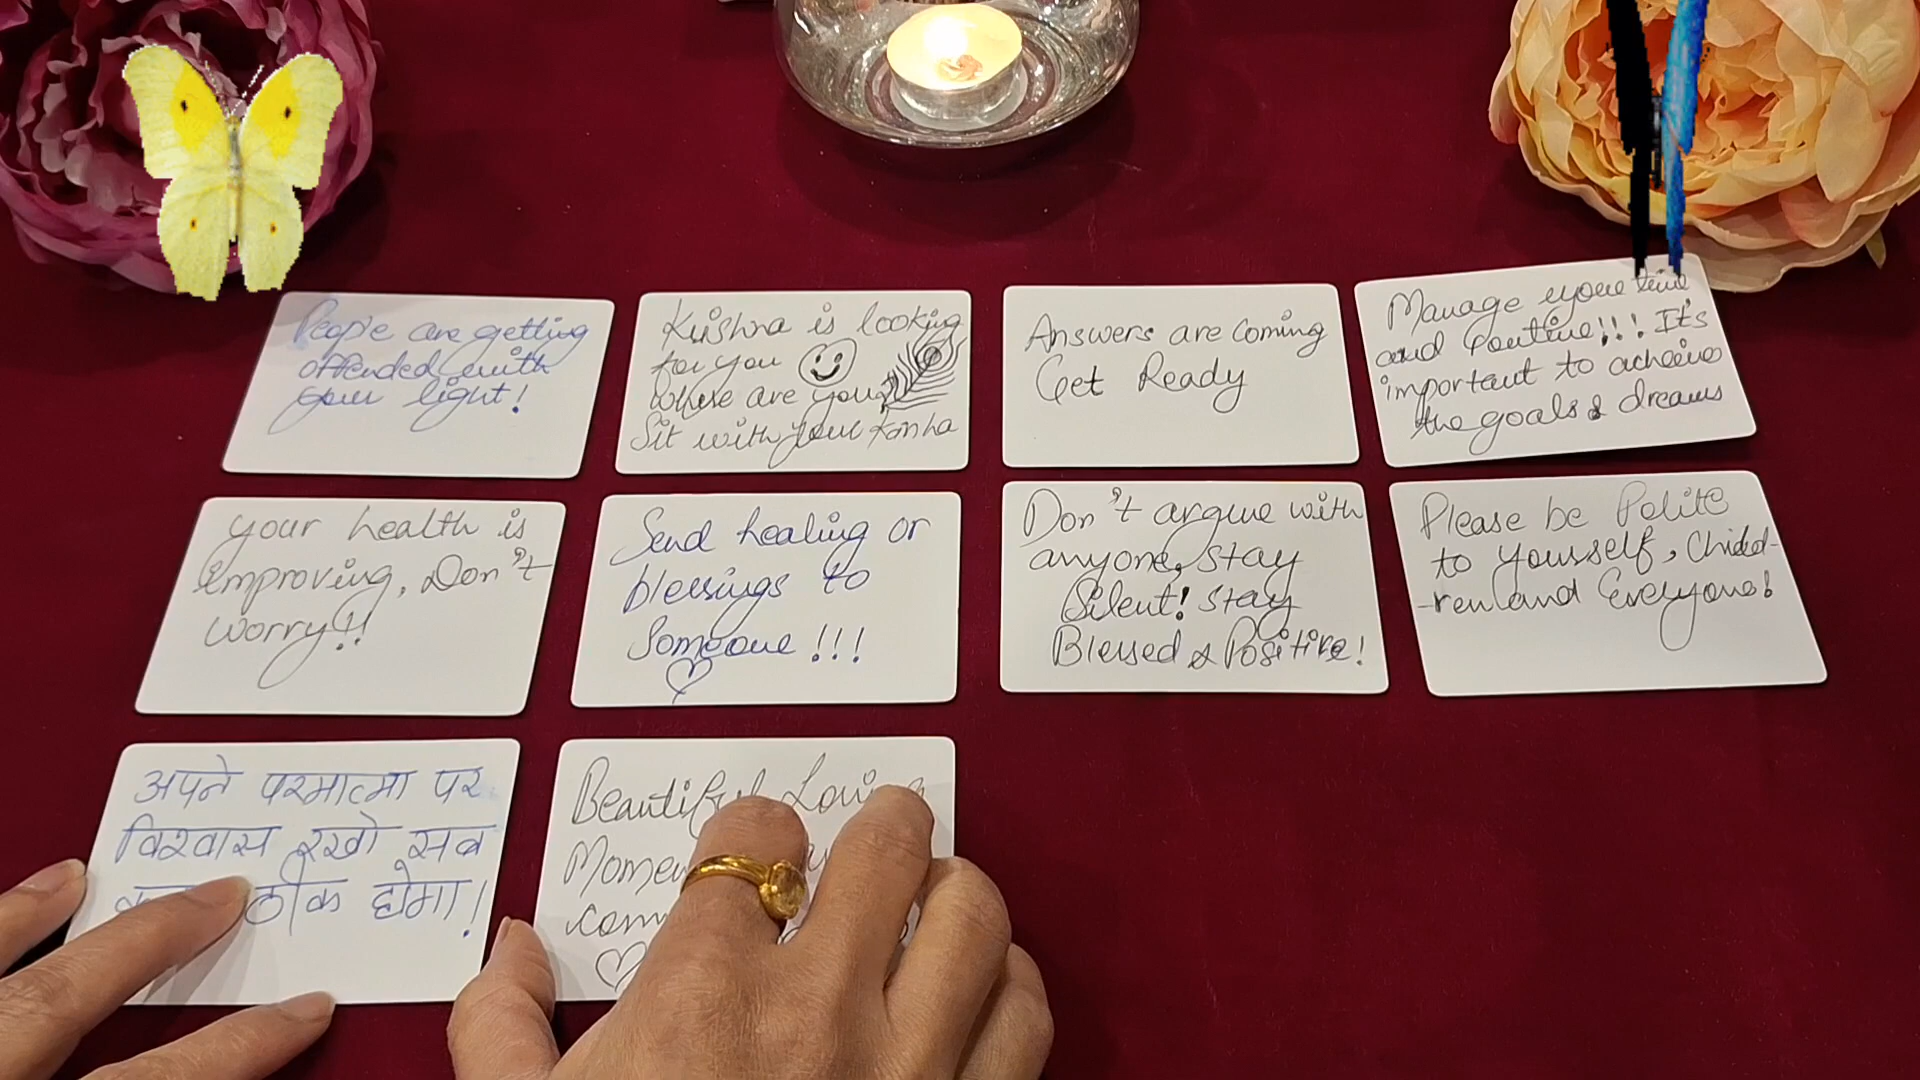 People are getting
offended with
your light!
Krishna is looking
for you
Where are you?
Sit with your Kanha
Answers are coming
Get Ready
Manage your time
and routine!!! It's
important to acheive
the goals & dreams
your health is
improving, Don't
worry!!
Send healing or
blessings to
Someone !!!
Don't argue with
anyone, stay
Silent! stay
Blessed & Positive!
Please be Polite
to yourself, Child-
-ren and Everyone!
अपने परमात्मा पर
विश्वास रखो सब
ठीक होगा!
Beautiful